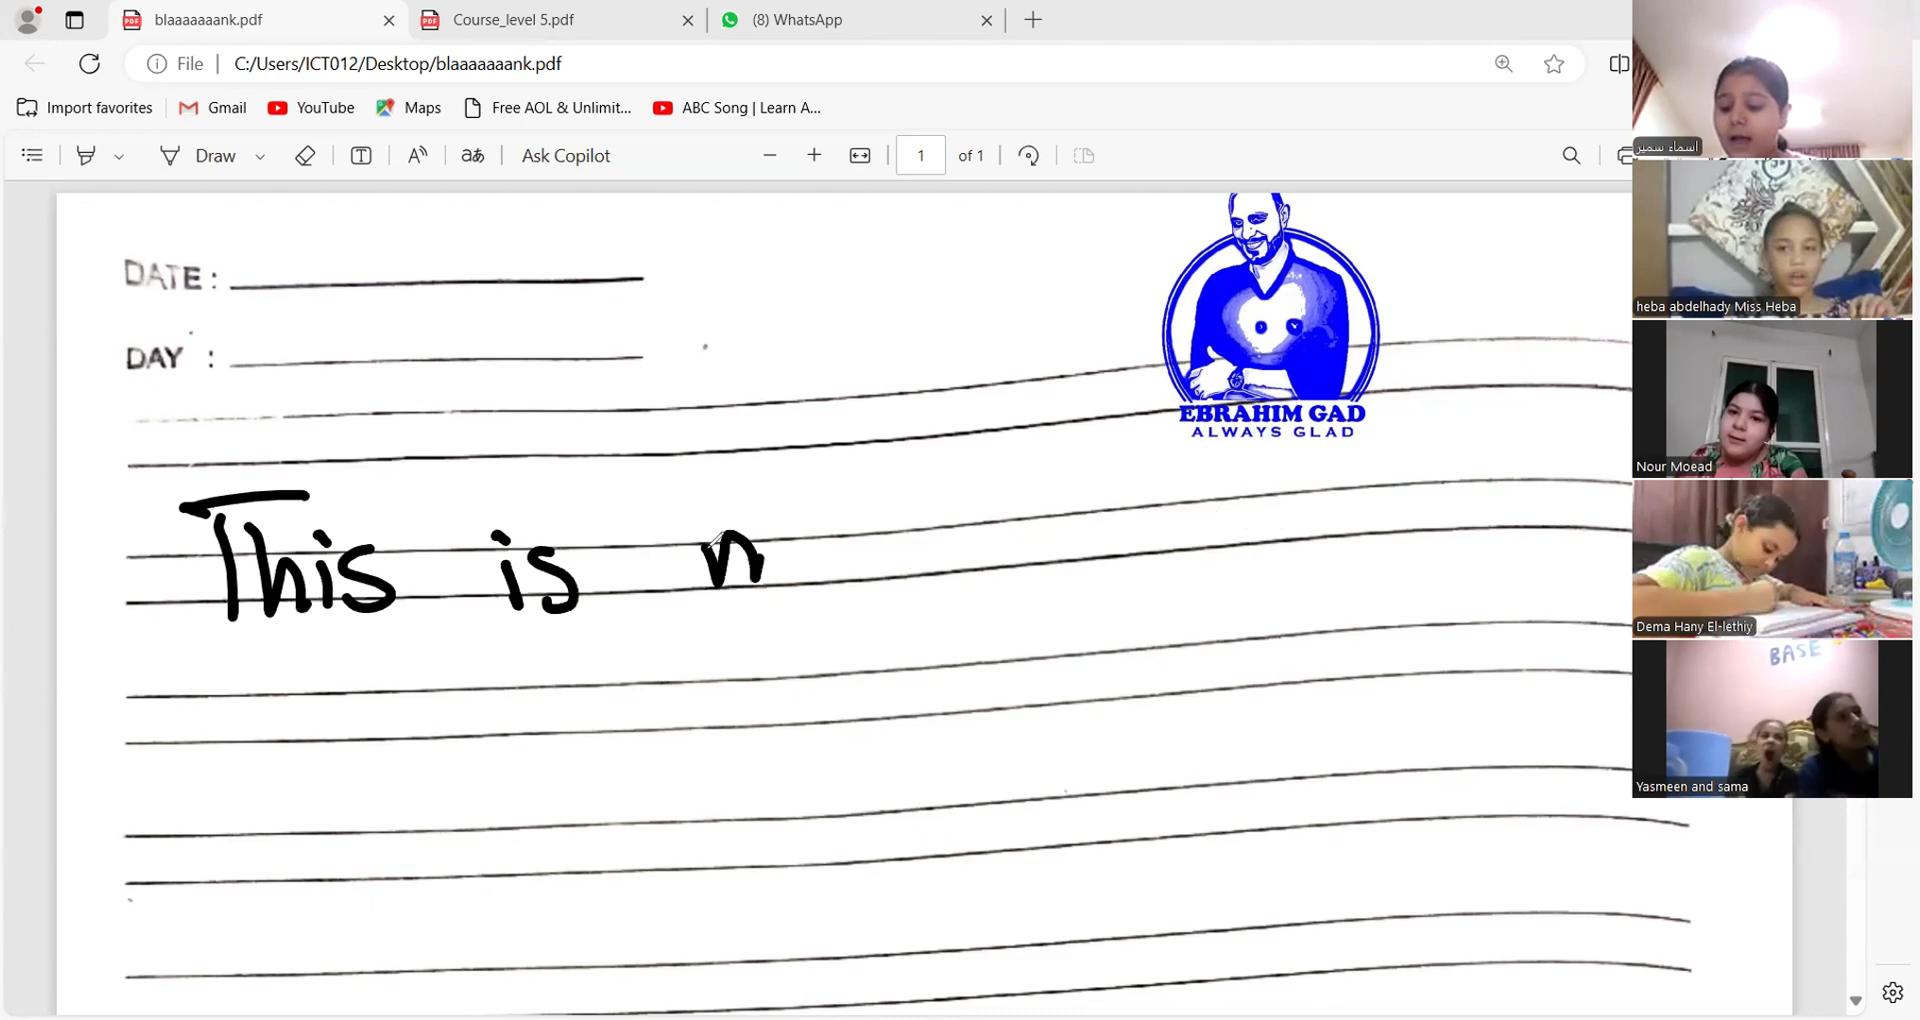 blaaaaaaank.pdf
Course_level 5.pdf
(8) WhatsApp
File
C:/Users/ICT012/Desktop/blaaaaaaank.pdf
Import favorites
Gmail
YouTube
Maps
Free AOL & Unlimit...
ABC Song | Learn A...
Draw
Ask Copilot
1 of 1
DATE :
DAY :
EBRAHIM GAD
ALWAYS GLAD
This is n
اسماء سمير
heba abdelhady Miss Heba
Nour Moead
Dema Hany El-lethiy
BASE
Yasmeen and sama